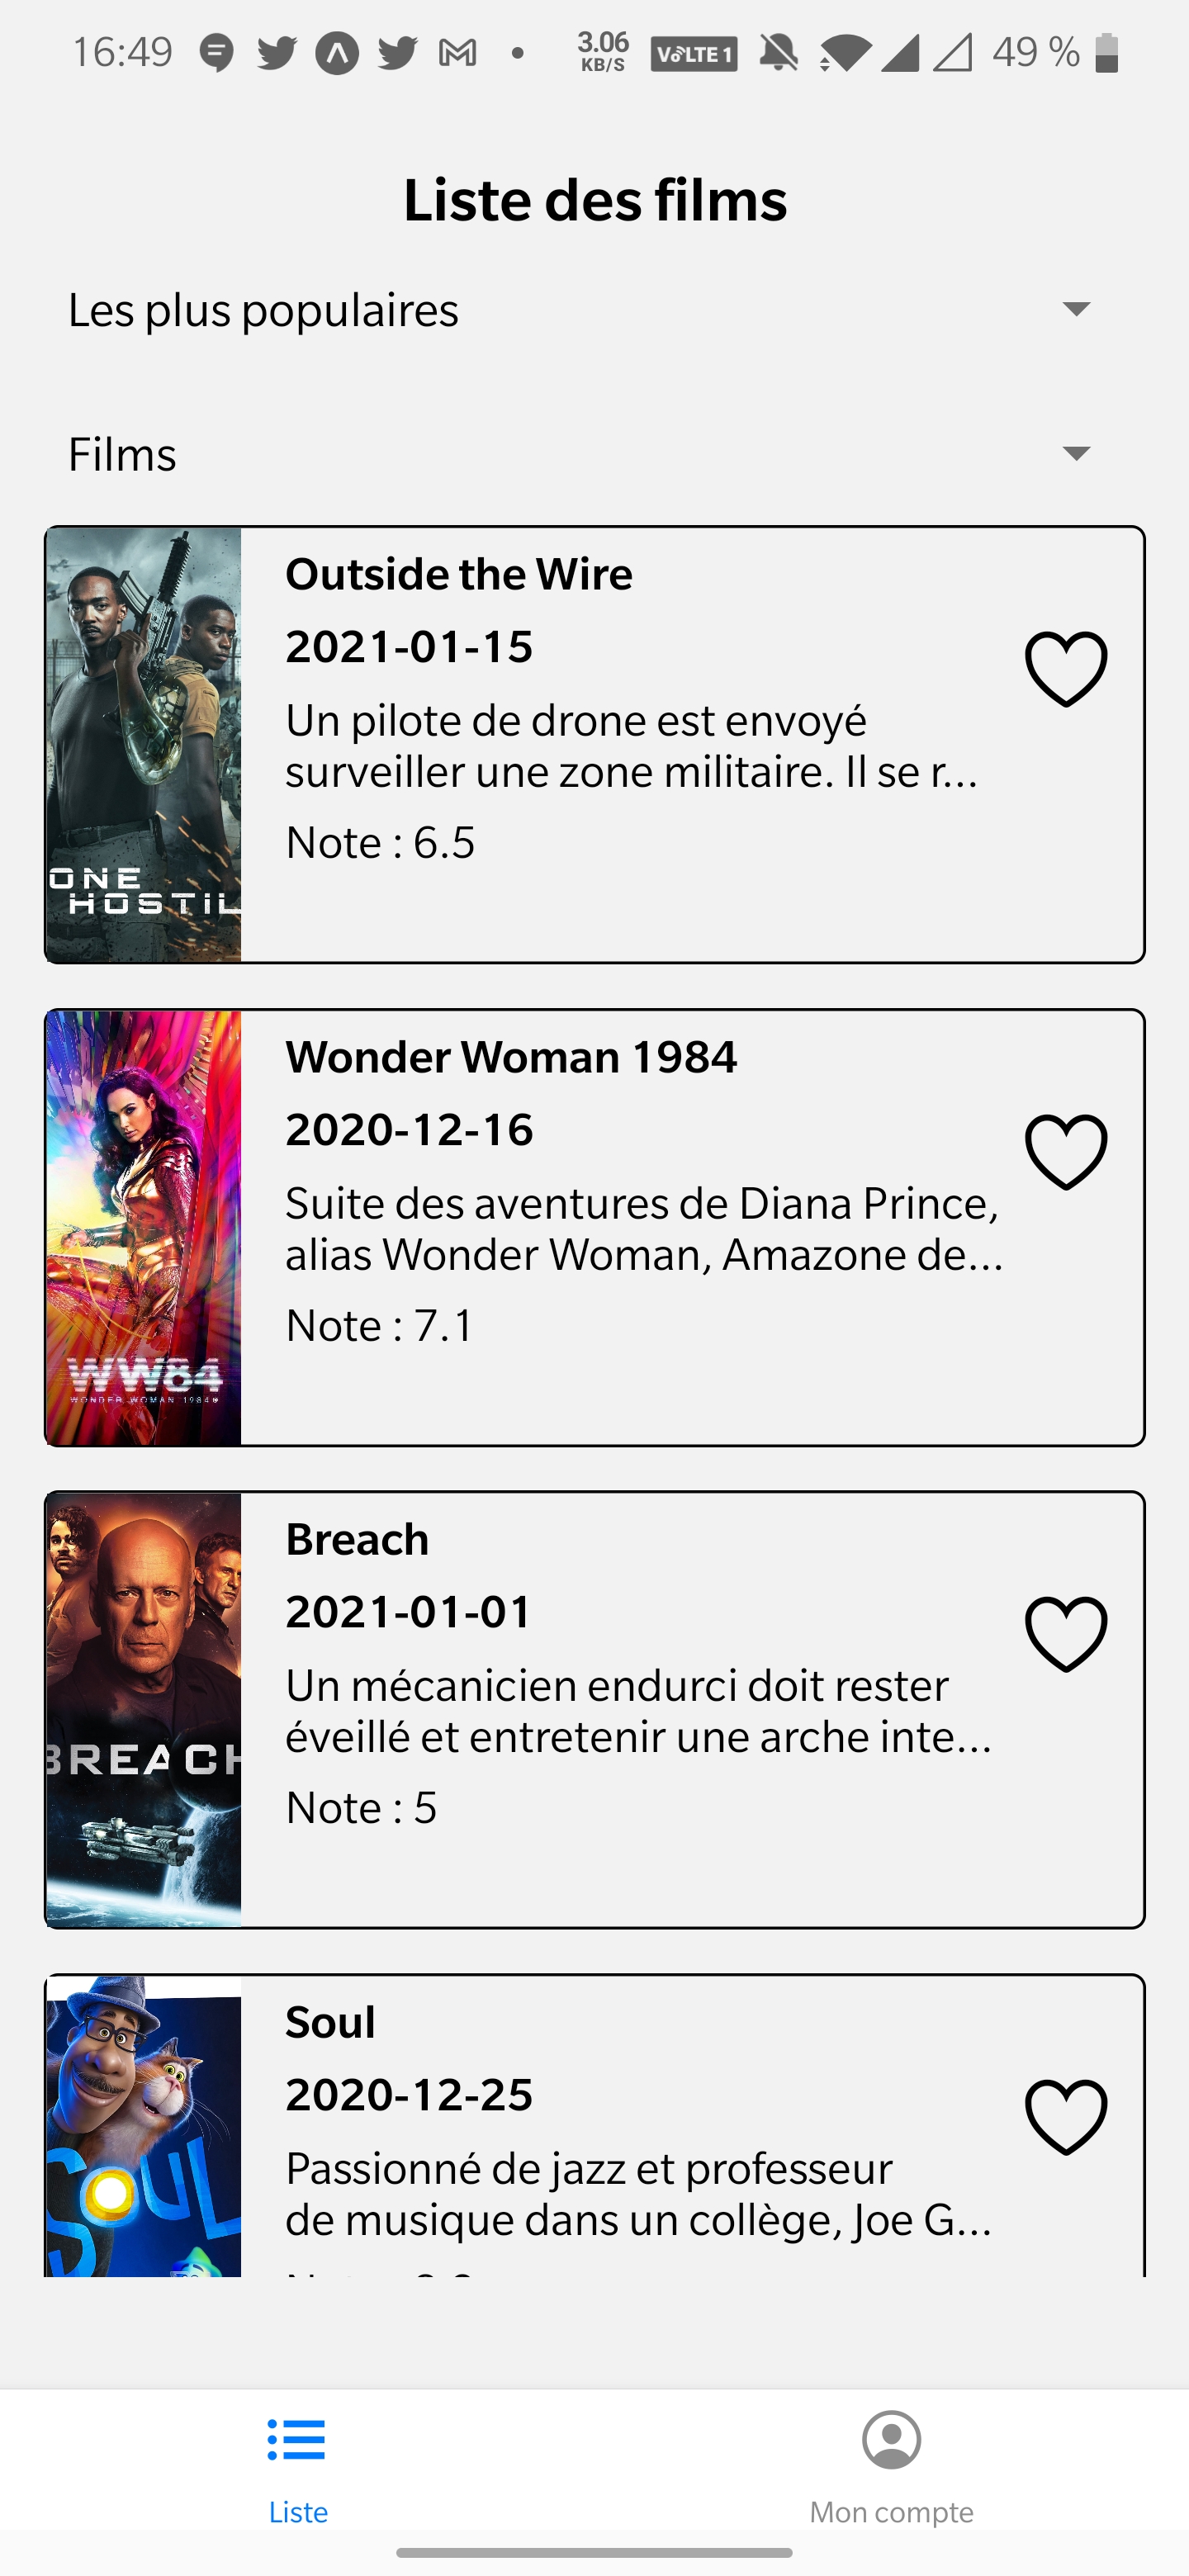 16:49 3.06 KB/S VoLTE 1 49 %
Liste des films
Les plus populaires
Films
Outside the Wire
2021-01-15
Un pilote de drone est envoyé
surveiller une zone militaire. Il se r...
Note : 6.5
ONE
HOSTIL
Wonder Woman 1984
2020-12-16
Suite des aventures de Diana Prince,
alias Wonder Woman, Amazone de...
Note : 7.1
WW84
WONDER WOMAN 1984
Breach
2021-01-01
Un mécanicien endurci doit rester
éveillé et entretenir une arche inte...
Note : 5
BREACH
Soul
2020-12-25
Passionné de jazz et professeur
de musique dans un collège, Joe G...
SOUL
Liste
Mon compte